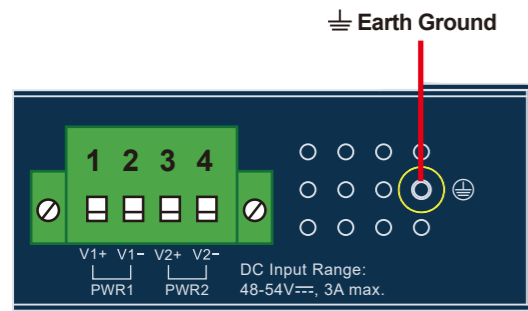 ⏚ Earth Ground
1 2 3 4
V1+ V1− V2+ V2−
PWR1 PWR2
DC Input Range:
48-54V⎓, 3A max.